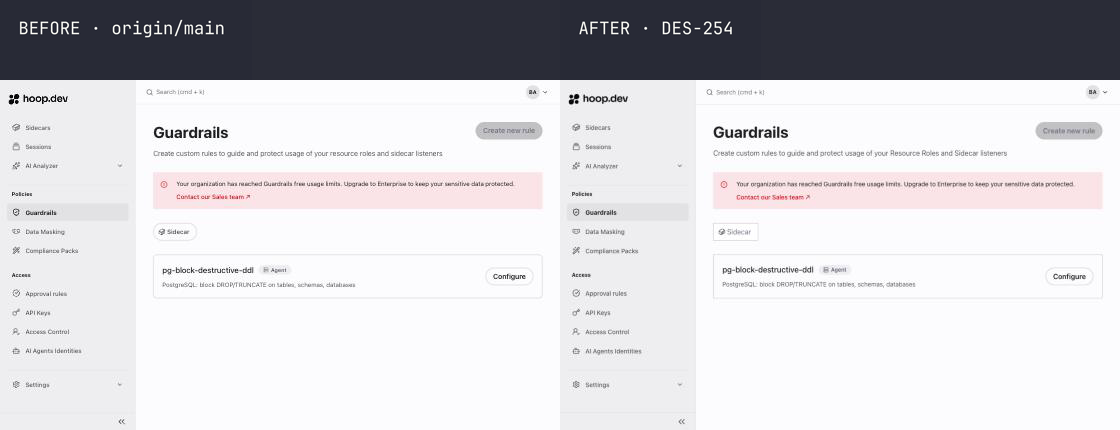 BEFORE · origin/main
AFTER · DES-254
hoop.dev
Search (cmd + k)
BA
Sidecars
Sessions
AI Analyzer
Policies
Guardrails
Data Masking
Compliance Packs
Access
Approval rules
API Keys
Access Control
AI Agents Identities
Settings
Guardrails
Create new rule
Create custom rules to guide and protect usage of your resource roles and sidecar listeners
Your organization has reached Guardrails free usage limits. Upgrade to Enterprise to keep your sensitive data protected.
Contact our Sales team ↗
Sidecar
pg-block-destructive-ddl Agent
PostgreSQL: block DROP/TRUNCATE on tables, schemas, databases
Configure
hoop.dev
Search (cmd + k)
BA
Sidecars
Sessions
AI Analyzer
Policies
Guardrails
Data Masking
Compliance Packs
Access
Approval rules
API Keys
Access Control
AI Agents Identities
Settings
Guardrails
Create new rule
Create custom rules to guide and protect usage of your Resource Roles and Sidecar listeners
Your organization has reached Guardrails free usage limits. Upgrade to Enterprise to keep your sensitive data protected.
Contact our Sales team ↗
Sidecar
pg-block-destructive-ddl Agent
PostgreSQL: block DROP/TRUNCATE on tables, schemas, databases
Configure